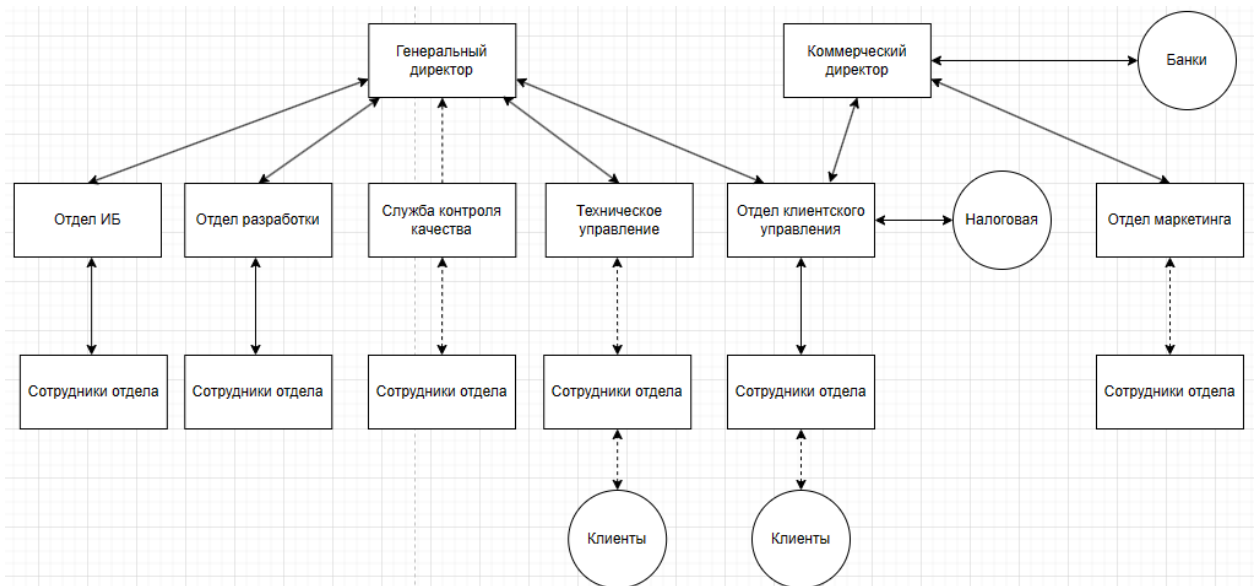 Генеральный
директор
Коммерческий
директор
Банки
Отдел ИБ
Отдел разработки
Служба контроля
качества
Техническое
управление
Отдел клиентского
управления
Налоговая
Отдел маркетинга
Сотрудники отдела
Сотрудники отдела
Сотрудники отдела
Сотрудники отдела
Сотрудники отдела
Сотрудники отдела
Клиенты
Клиенты